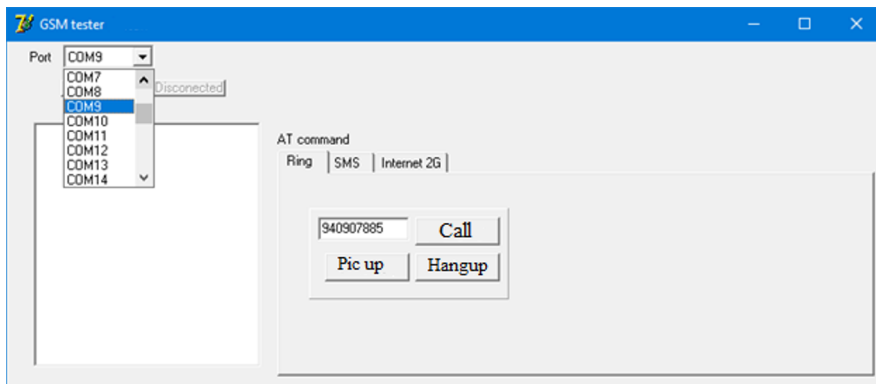 GSM tester
Port COM9
COM7
COM8
Disconected
COM9
COM10
COM11
COM12
COM13
COM14
AT command
Ring SMS Internet 2G
940907885 Call
Pic up Hangup